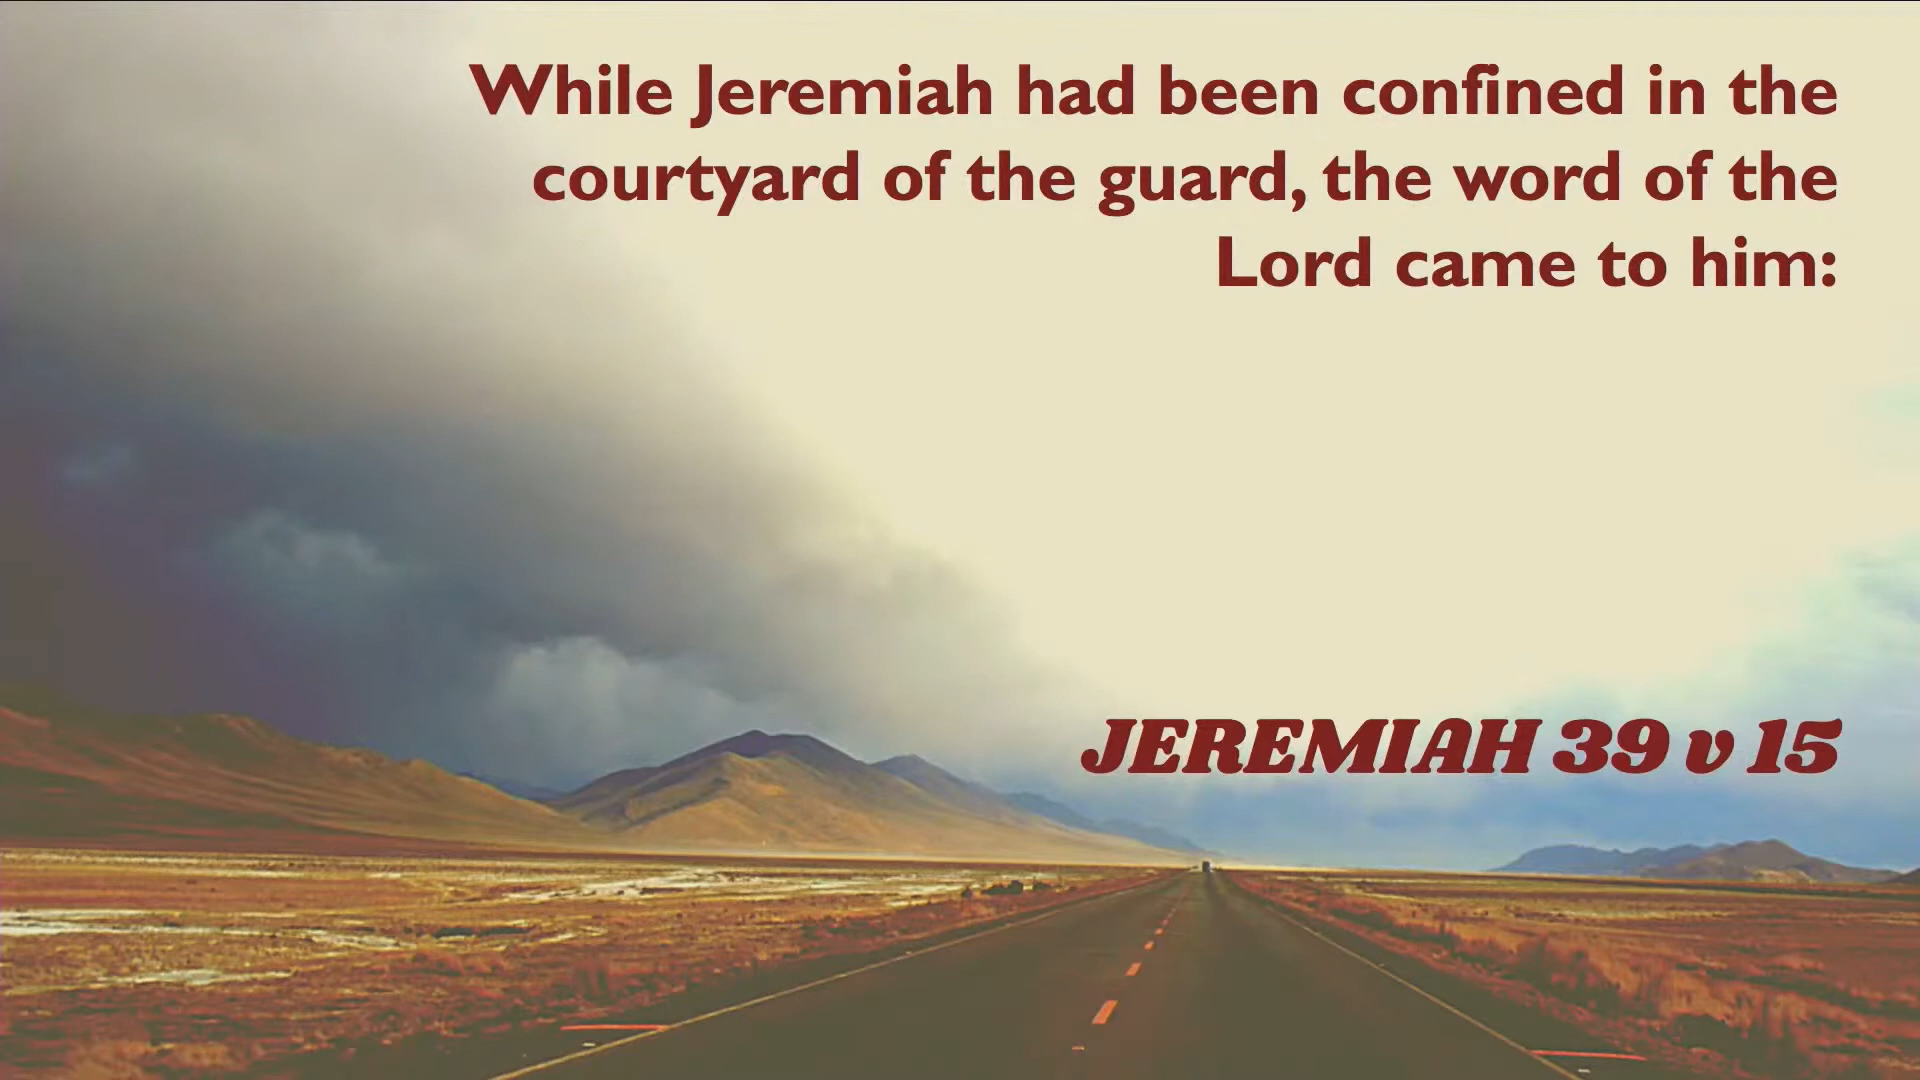 While Jeremiah had been confined in the
courtyard of the guard, the word of the
Lord came to him:
JEREMIAH 39 v 15